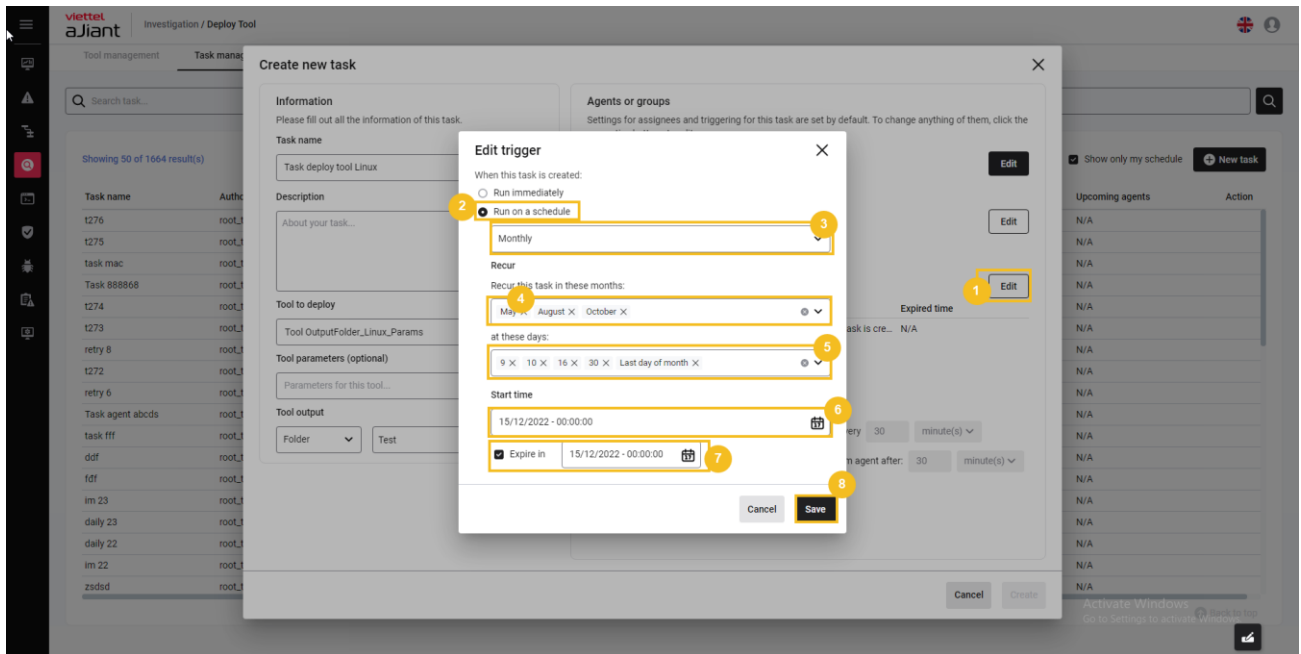 viettel
aJiant
Investigation / Deploy Tool
Tool management Task manag
Create new task
Search task...
Information
Please fill out all the information of this task.
Task name
Task deploy tool Linux
Description
About your task...
Tool to deploy
Tool OutputFolder_Linux_Params
Tool parameters (optional)
Parameters for this tool...
Tool output
Folder Test
Agents or groups
Settings for assignees and triggering for this task are set by default. To change anything of them, click the
Edit
Edit
1 Edit
Expired time
ask is cre... N/A
very 30 minute(s)
m agent after: 30 minute(s)
Cancel Create
Edit trigger
When this task is created:
Run immediately
2 Run on a schedule
3
Monthly
Recur
Recur this task in these months:
4
May August October
at these days:
5
9 10 16 30 Last day of month
Start time
6
15/12/2022 - 00:00:00
Expire in 15/12/2022 - 00:00:00 7
8
Cancel Save
Showing 50 of 1664 result(s)
Show only my schedule New task
Task name Autho Upcoming agents Action
t276 root_t N/A
t275 root_t N/A
task mac root_t N/A
Task 888868 root_t N/A
t274 root_t N/A
t273 root_t N/A
retry 8 root_t N/A
t272 root_t N/A
retry 6 root_t N/A
Task agent abcds root_t N/A
task fff root_t N/A
ddf root_t N/A
fdf root_t N/A
im 23 root_t N/A
daily 23 root_t N/A
daily 22 root_t N/A
im 22 root_t N/A
zsdsd root_t N/A
Activate Windows
Go to Settings to activate Windows.
Back to top